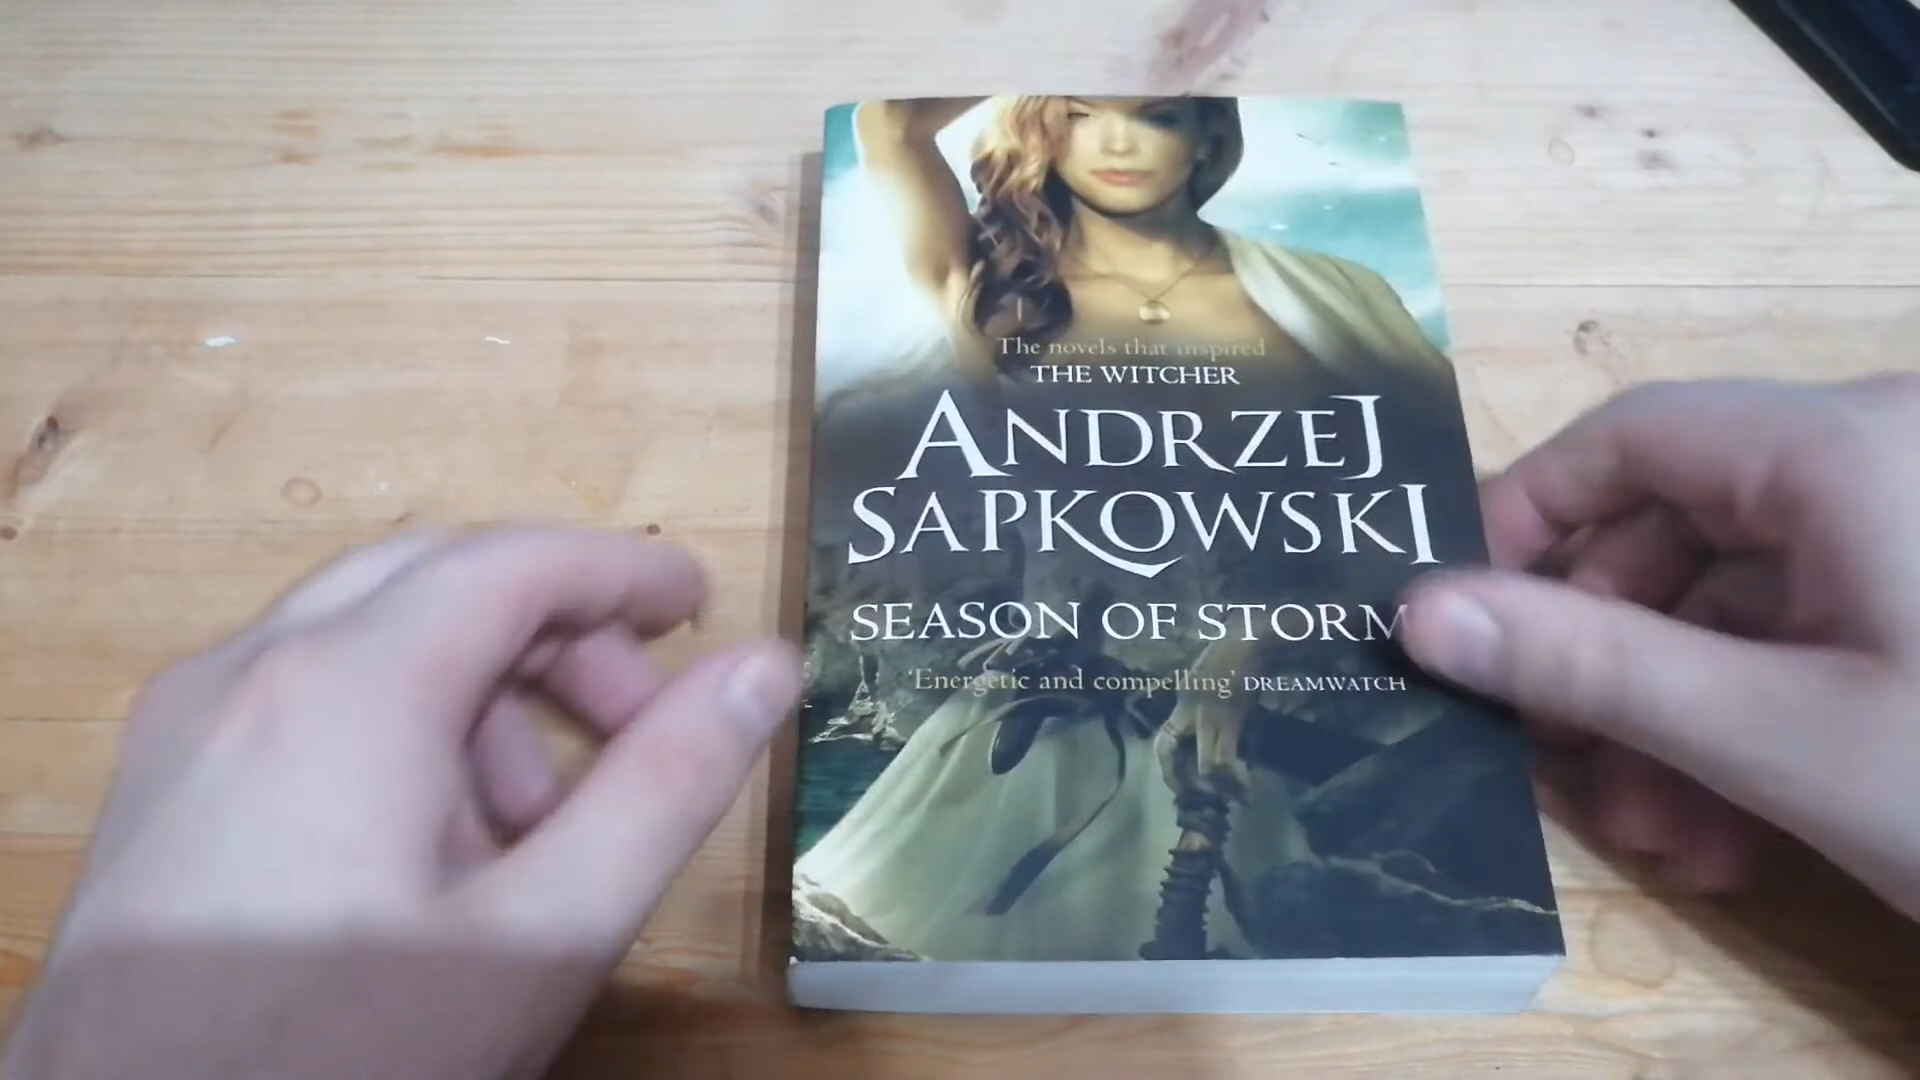 The novels that inspired
THE WITCHER
ANDRZEJ
SAPKOWSKI
SEASON OF STORM
'Energetic and compelling' DREAMWATCH